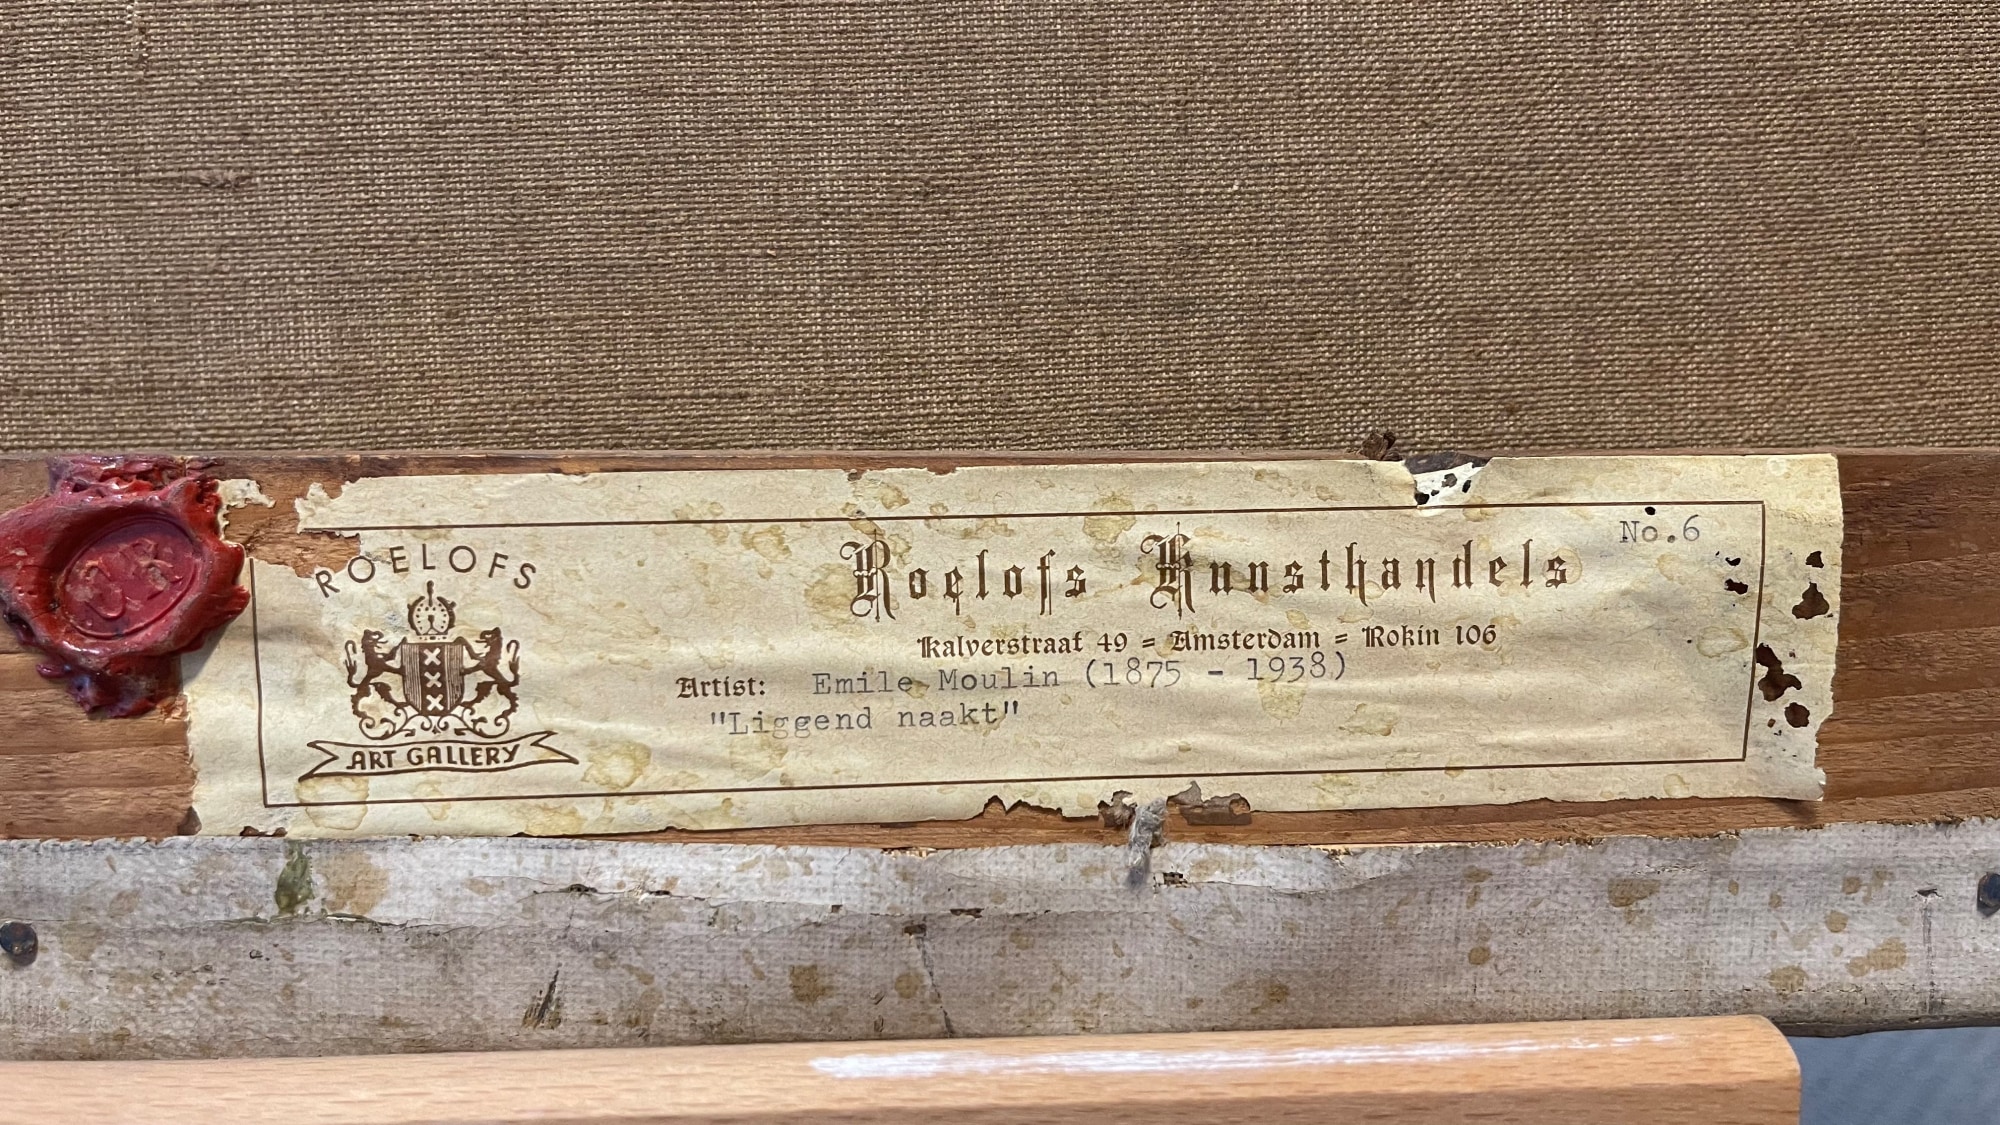 No.6
ROELOFS
Roelofs Kunsthandels
Kalverstraat 49 = Amsterdam = Rokin 106
Artist: Emile Moulin (1875 - 1938)
"Liggend naakt"
ART GALLERY